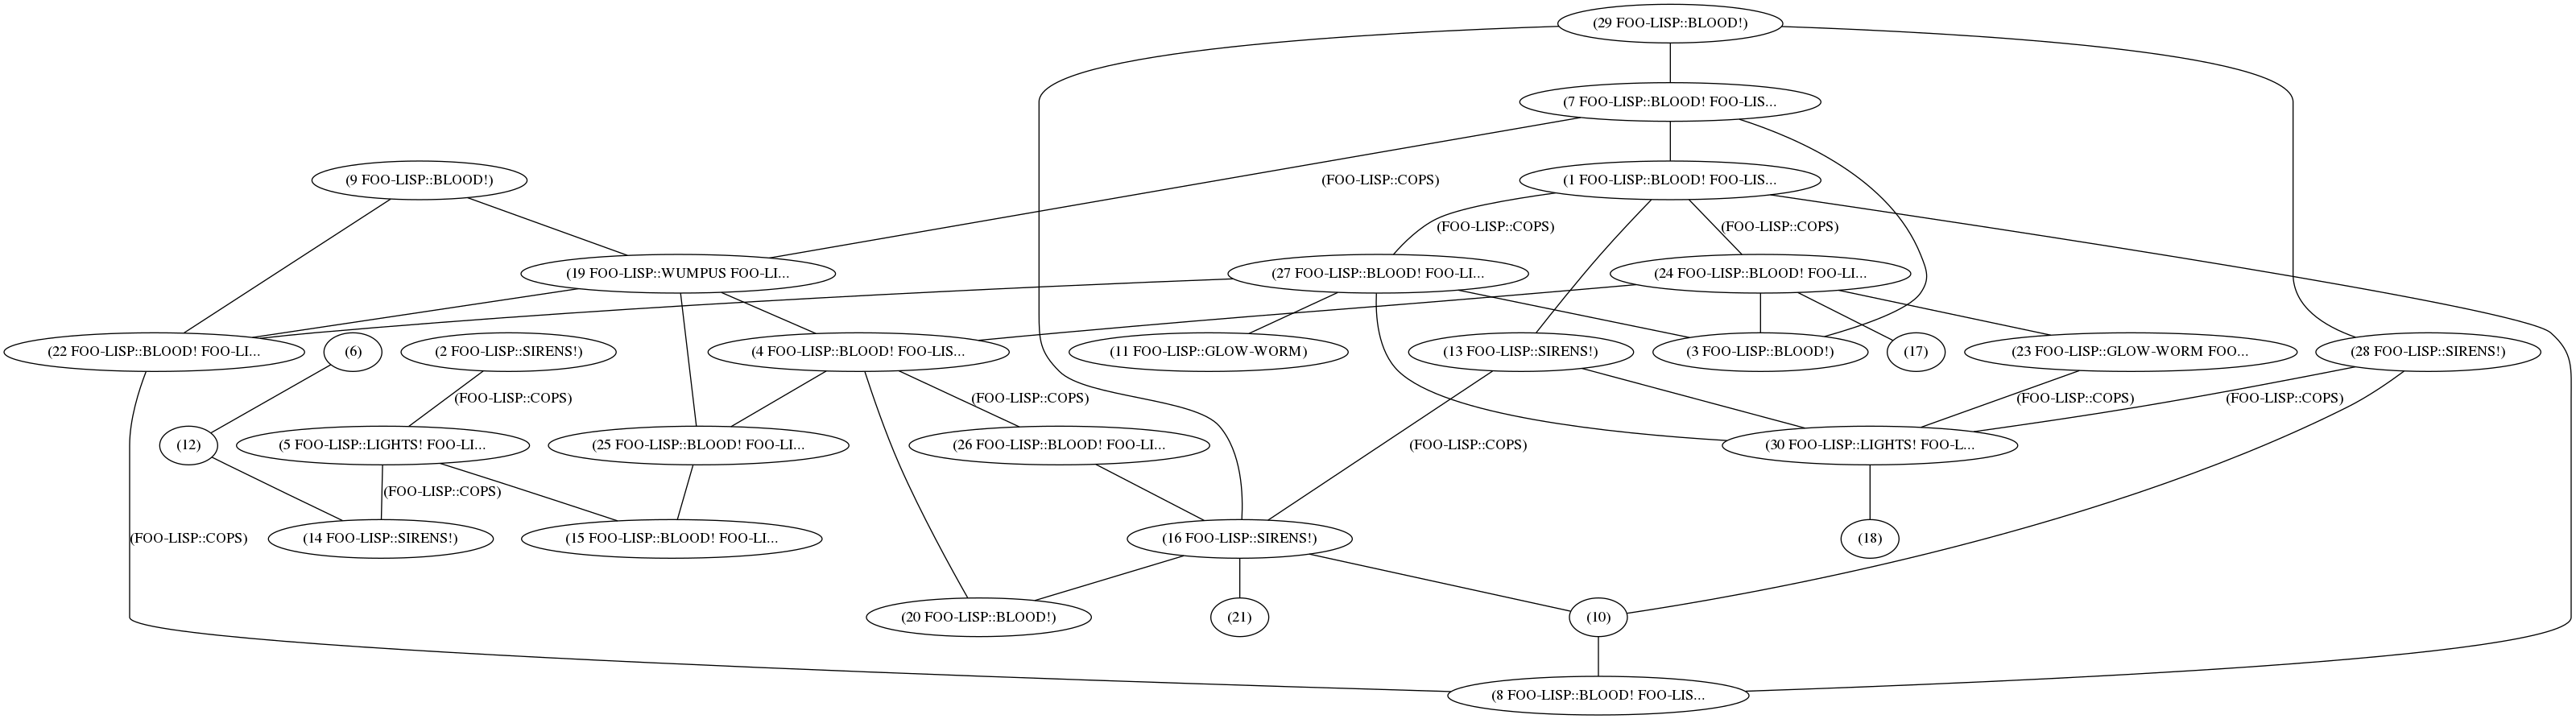 (29 FOO-LISP::BLOOD!)
(7 FOO-LISP::BLOOD! FOO-LIS...
(9 FOO-LISP::BLOOD!)
(FOO-LISP::COPS)
(1 FOO-LISP::BLOOD! FOO-LIS...
(FOO-LISP::COPS)
(FOO-LISP::COPS)
(19 FOO-LISP::WUMPUS FOO-LI...
(27 FOO-LISP::BLOOD! FOO-LI...
(24 FOO-LISP::BLOOD! FOO-LI...
(22 FOO-LISP::BLOOD! FOO-LI...
(6)
(2 FOO-LISP::SIRENS!)
(4 FOO-LISP::BLOOD! FOO-LIS...
(11 FOO-LISP::GLOW-WORM)
(13 FOO-LISP::SIRENS!)
(3 FOO-LISP::BLOOD!)
(17)
(23 FOO-LISP::GLOW-WORM FOO...
(28 FOO-LISP::SIRENS!)
(FOO-LISP::COPS)
(FOO-LISP::COPS)
(FOO-LISP::COPS)
(FOO-LISP::COPS)
(12)
(5 FOO-LISP::LIGHTS! FOO-LI...
(25 FOO-LISP::BLOOD! FOO-LI...
(26 FOO-LISP::BLOOD! FOO-LI...
(FOO-LISP::COPS)
(30 FOO-LISP::LIGHTS! FOO-L...
(FOO-LISP::COPS)
(FOO-LISP::COPS)
(14 FOO-LISP::SIRENS!)
(15 FOO-LISP::BLOOD! FOO-LI...
(16 FOO-LISP::SIRENS!)
(18)
(20 FOO-LISP::BLOOD!)
(21)
(10)
(8 FOO-LISP::BLOOD! FOO-LIS...